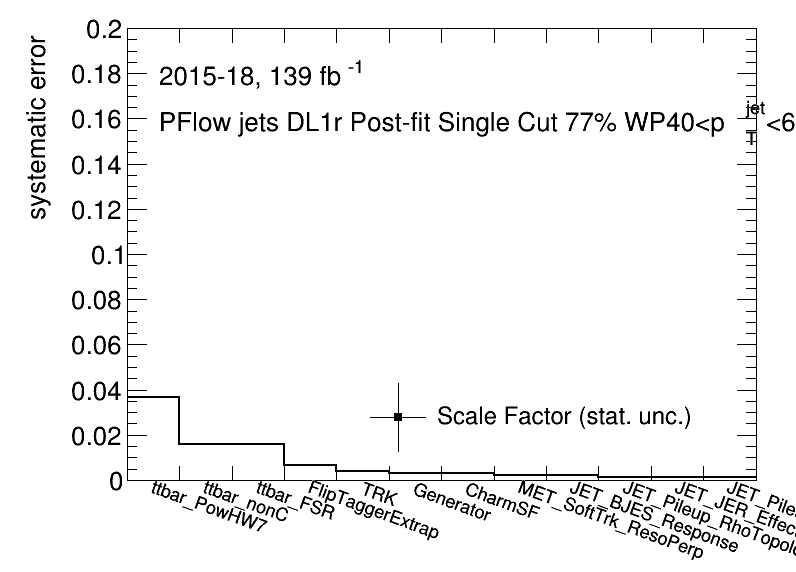 systematic error
0.2
0.18
0.16
0.14
0.12
0.1
0.08
0.06
0.04
0.02
0
2015-18, 139 fb -1
PFlow jets DL1r Post-fit Single Cut 77% WP40<p jet T <6
Scale Factor (stat. unc.)
ttbar_PowHW7
ttbar_nonC
ttbar_FSR
FlipTaggerExtrap
TRK
Generator
CharmSF
MET_SoftTrk_ResoPerp
JET_BJES_Response
JET_Pileup_RhoTopolo
JET_JER_Effec
JET_Pile